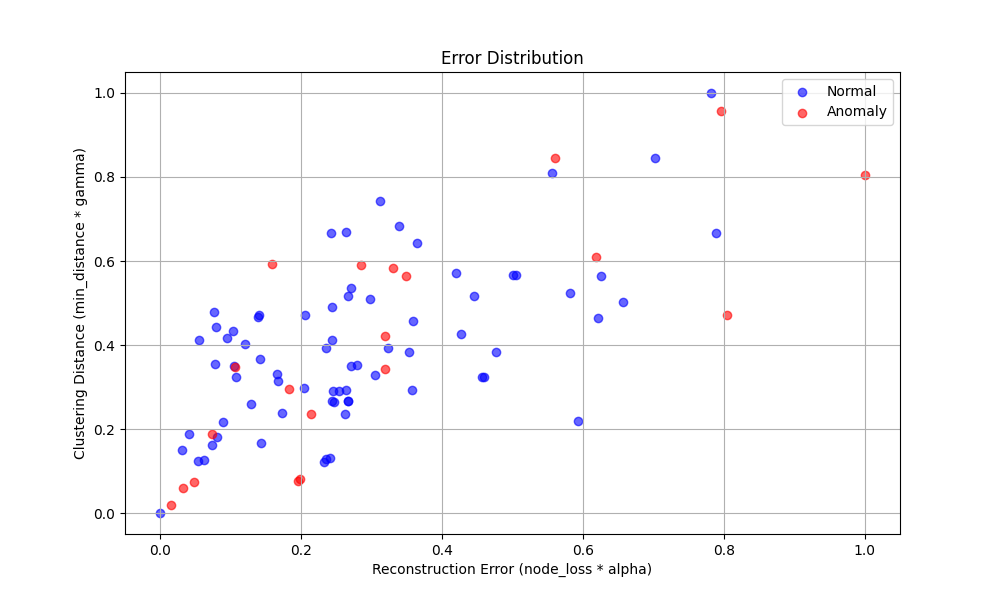 Error Distribution
Normal
Anomaly
Clustering Distance (min_distance * gamma)
1.0
0.8
0.6
0.4
0.2
0.0
0.0 0.2 0.4 0.6 0.8 1.0
Reconstruction Error (node_loss * alpha)